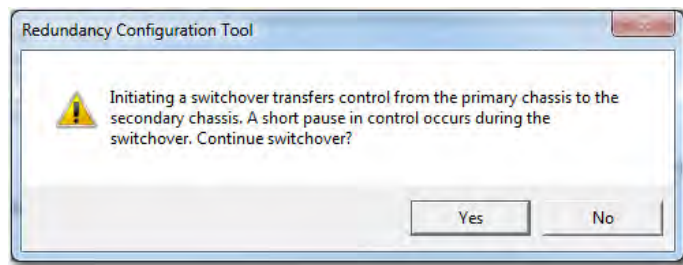 Redundancy Configuration Tool
Initiating a switchover transfers control from the primary chassis to the
secondary chassis. A short pause in control occurs during the
switchover. Continue switchover?
Yes
No